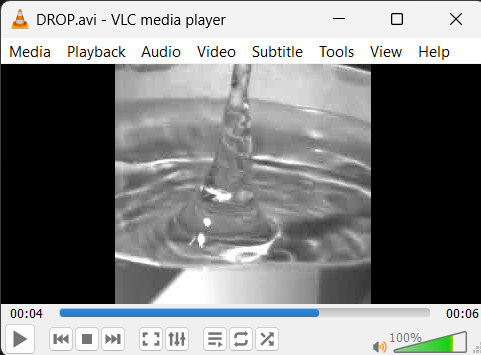 DROP.avi - VLC media player
Media Playback Audio Video Subtitle Tools View Help
00:04 00:06
100%